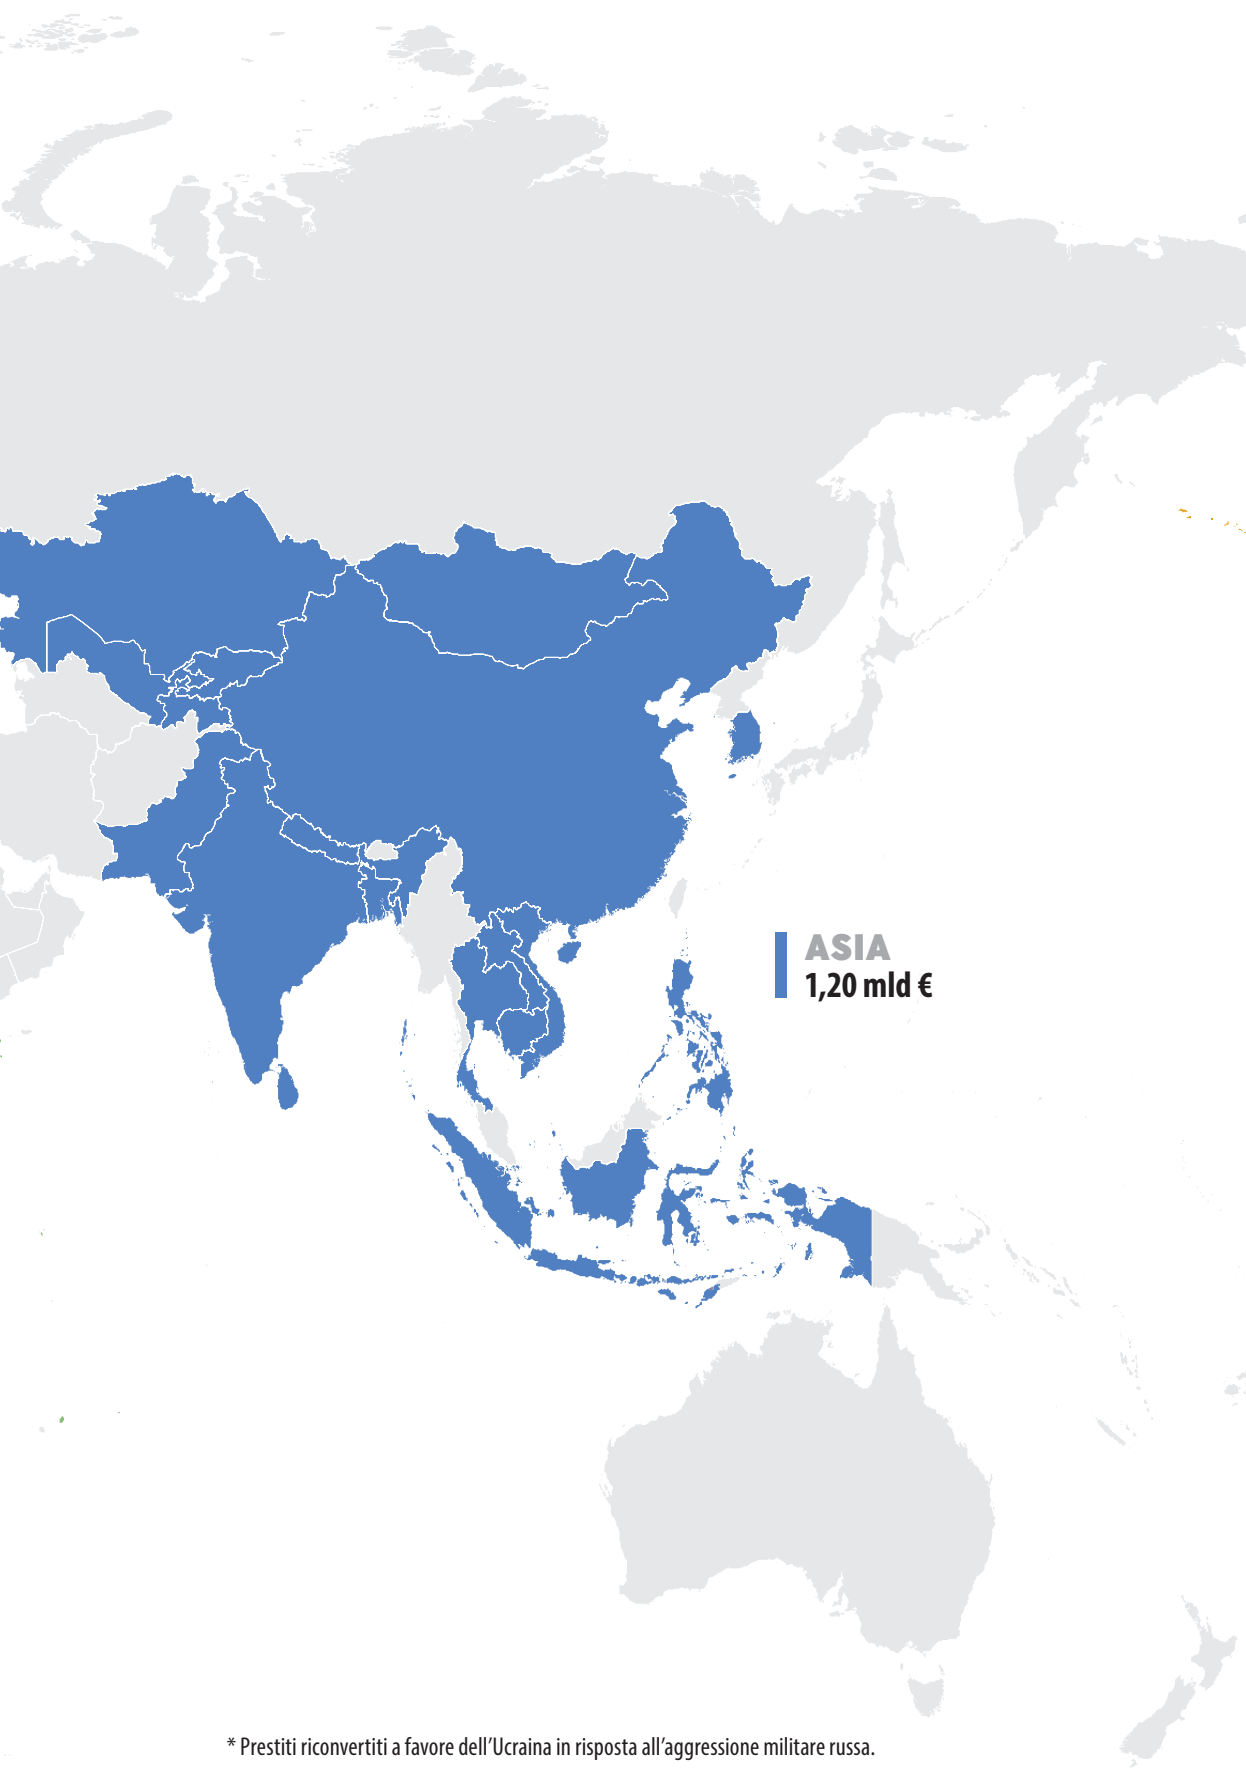 ASIA
1,20 mld €
* Prestiti riconvertiti a favore dell’Ucraina in risposta all’aggressione militare russa.